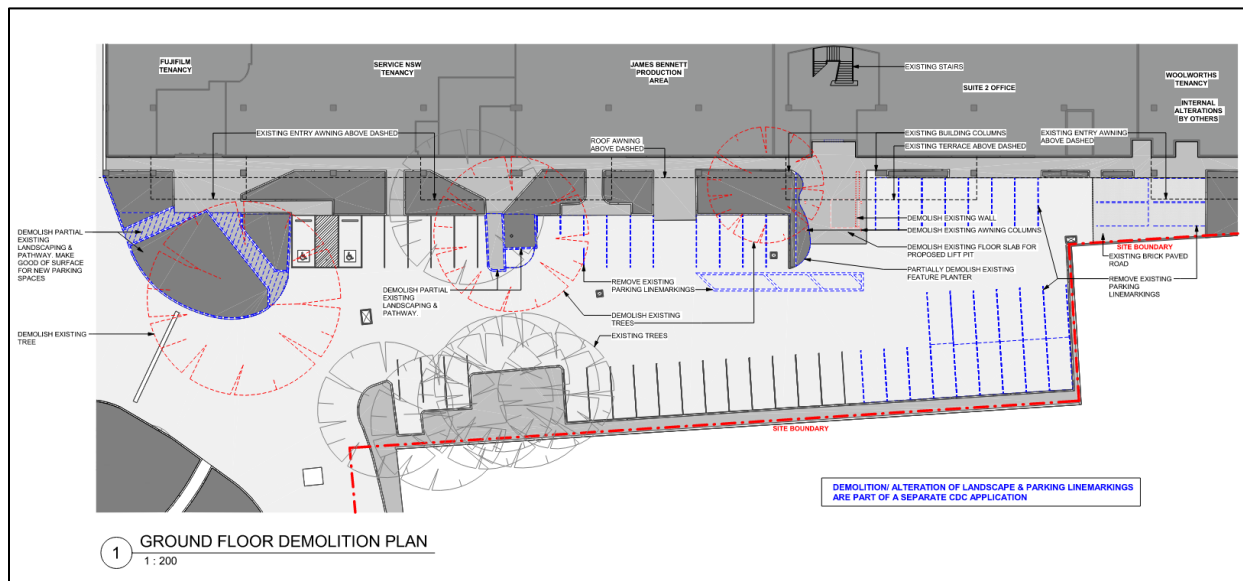 FUJIFILM
TENANCY
SERVICE NSW
TENANCY
JAMES BENNETT
PRODUCTION
AREA
EXISTING STAIRS
SUITE 2 OFFICE
WOOLWORTHS
TENANCY
INTERNAL
ALTERATIONS
BY OTHERS
EXISTING ENTRY AWNING ABOVE DASHED
ROOF AWNING
ABOVE DASHED
EXISTING BUILDING COLUMNS
EXISTING TERRACE ABOVE DASHED
EXISTING ENTRY AWNING
ABOVE DASHED
DEMOLISH PARTIAL
EXISTING
LANDSCAPING &
PATHWAY. MAKE
GOOD OF SURFACE
FOR NEW PARKING
SPACES
DEMOLISH EXISTING WALL
DEMOLISH EXISTING AWNING COLUMNS
DEMOLISH EXISTING FLOOR SLAB FOR
PROPOSED LIFT PIT
PARTIALLY DEMOLISH EXISTING
FEATURE PLANTER
SITE BOUNDARY
EXISTING BRICK PAVED
ROAD
REMOVE EXISTING
PARKING
LINEMARKINGS
DEMOLISH PARTIAL
EXISTING
LANDSCAPING &
PATHWAY.
REMOVE EXISTING
PARKING LINEMARKINGS
DEMOLISH EXISTING
TREES
EXISTING TREES
DEMOLISH EXISTING
TREE
SITE BOUNDARY
DEMOLITION/ ALTERATION OF LANDSCAPE & PARKING LINEMARKINGS
ARE PART OF A SEPARATE CDC APPLICATION
1 GROUND FLOOR DEMOLITION PLAN
1 : 200